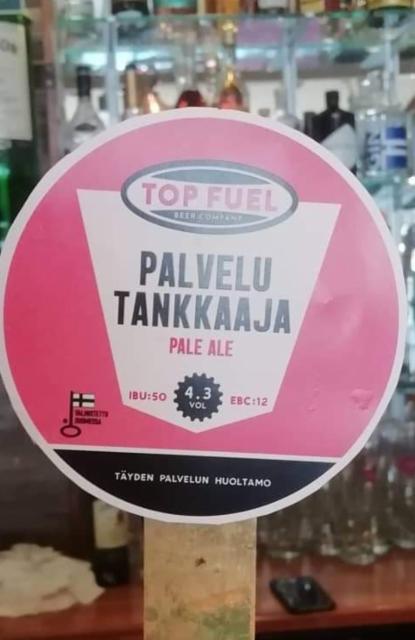 TOP FUEL
BEER COMPANY
PALVELU
TANKKAAJA
PALE ALE
IBU:50
4.3
VOL
EBC:12
VALMISTETTU
SUOMESSA
TÄYDEN PALVELUN HUOLTAMO